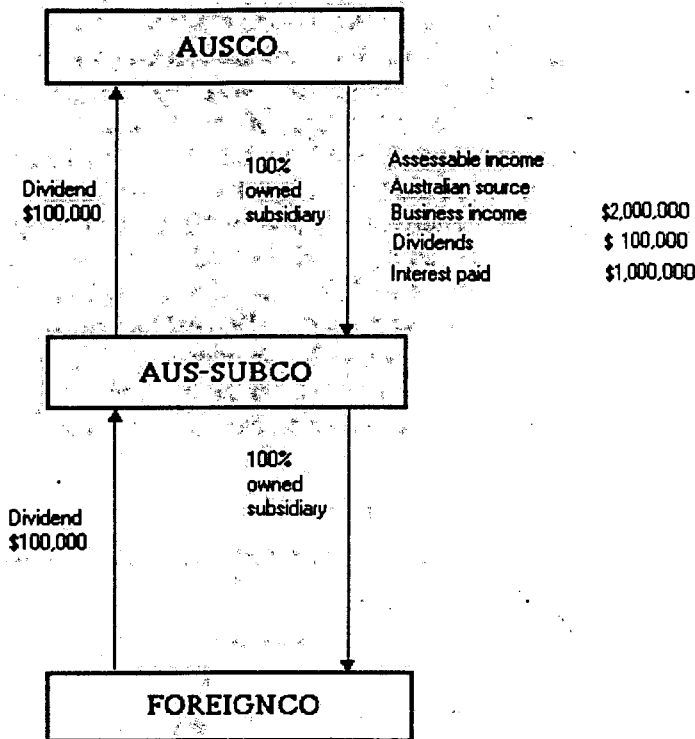 AUSCO
Dividend
$100,000
100%
owned
subsidiary
Assessable income
Australian source
Business income $2,000,000
Dividends $ 100,000
Interest paid $1,000,000
AUS-SUBCO
Dividend
$100,000
100%
owned
subsidiary
FOREIGNCO